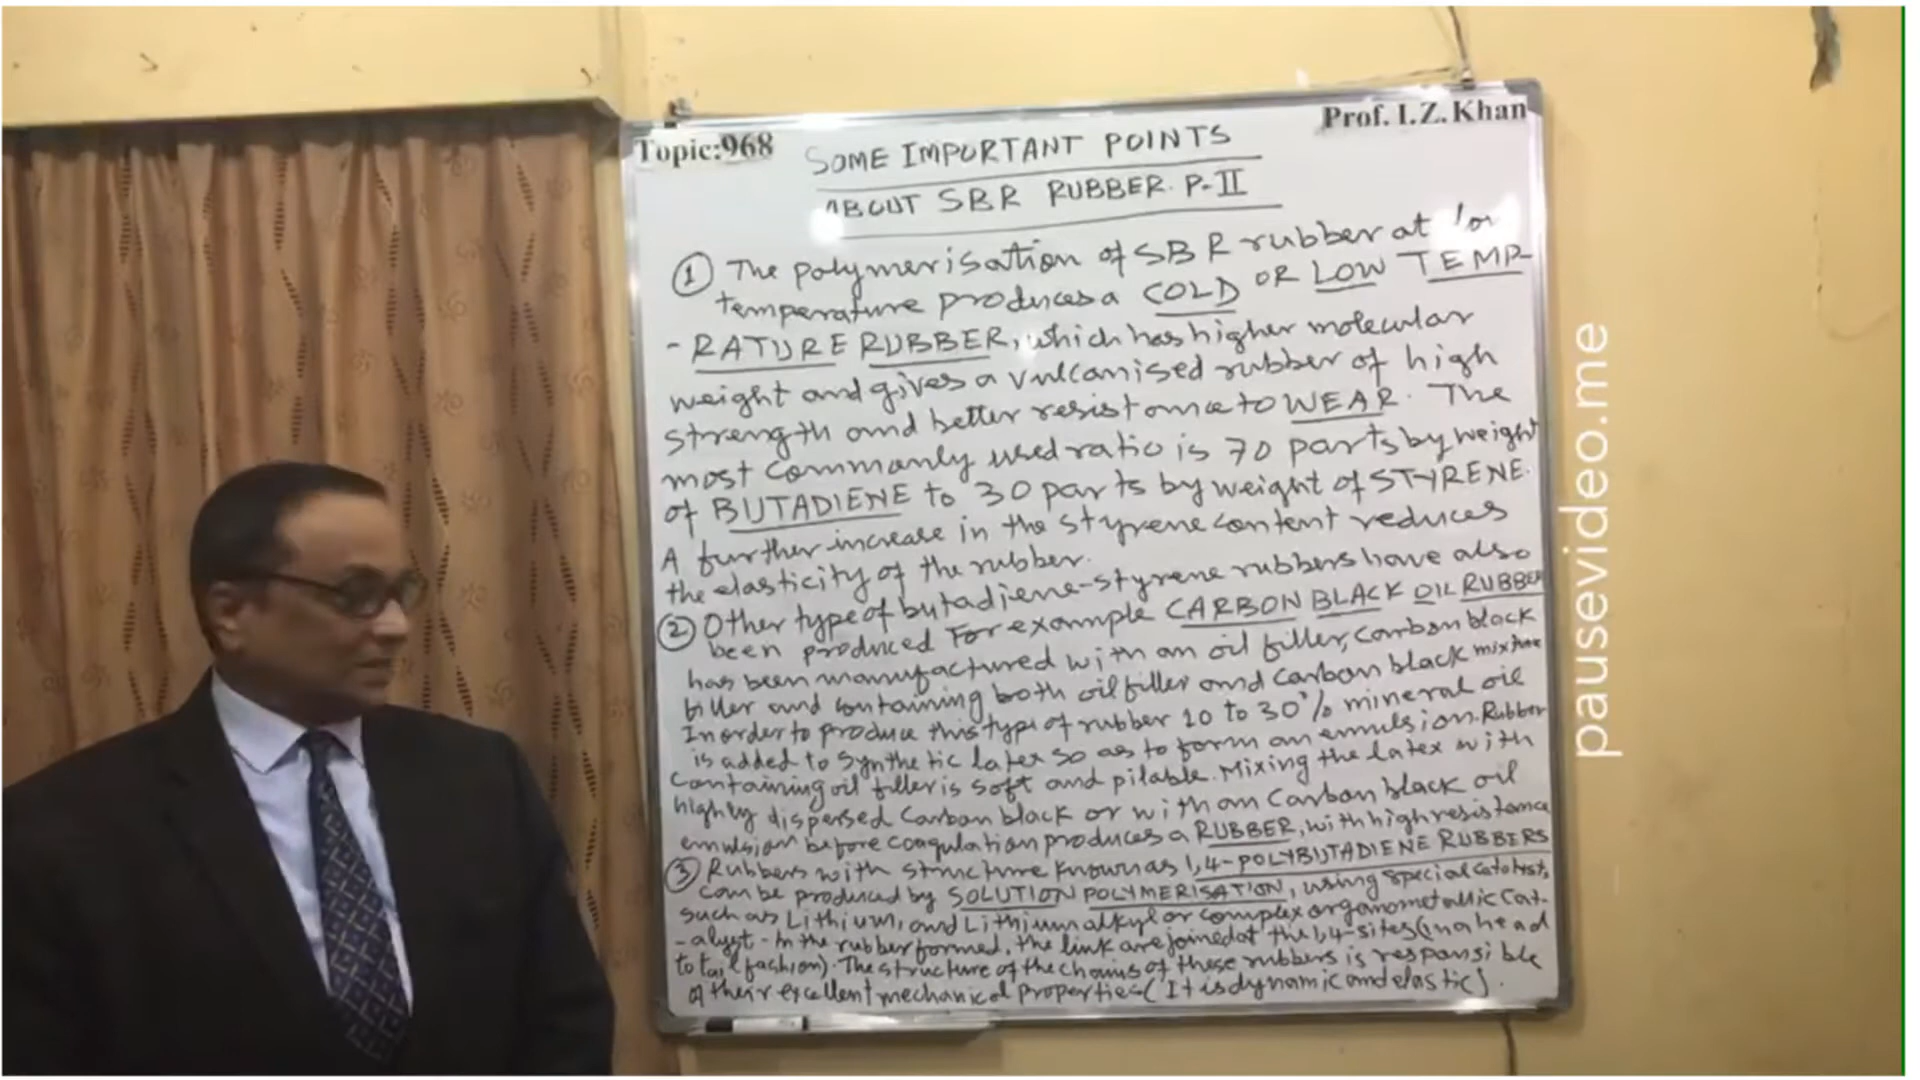 Topic:968
Prof. I.Z. Khan
SOME IMPORTANT POINTS
ABOUT SBR RUBBER. P-II
① The polymerisation of SBR rubber at
temperature produces a COLD OR LOW TEMP-
- RATURE RUBBER, which has higher molecular
weight and gives a vulcanised rubber of high
strength and better resistance to WEAR. The
most commonly used ratio is 70 parts by weight
of BUTADIENE to 30 parts by weight of STYRENE.
A further increase in the styrene content reduces
the elasticity of the rubber.
② Other type of butadiene-styrene rubbers have also
been produced For example CARBON BLACK OIL RUBBER
has been manufactured with an oil filler, Carbon black
filler and containing both oil filler and Carbon black mixture
In order to produce this type of rubber 20 to 30% mineral oil
is added to Synthetic latex so as to form an emulsion. Rubber
containing oil filler is soft and pilable. Mixing the latex with
highly dispersed Carbon black or with an Carbon black oil
emulsion before coagulation produces a RUBBER, with high resistance
③ Rubbers with structure known as 1,4-POLYBUTADIENE RUBBERS
can be produced by SOLUTION POLYMERISATION, using special catalyst,
such as Lithium, and Lithium alkyl or complex organometallic Cat-
- alyst - In the rubber formed, the link are joined at the 1,4-sites (in a head
to tail fashion). The structure of the chains of these rubbers is responsible
of their excellent mechanical properties (It is dynamic and elastic).
pausevideo.me